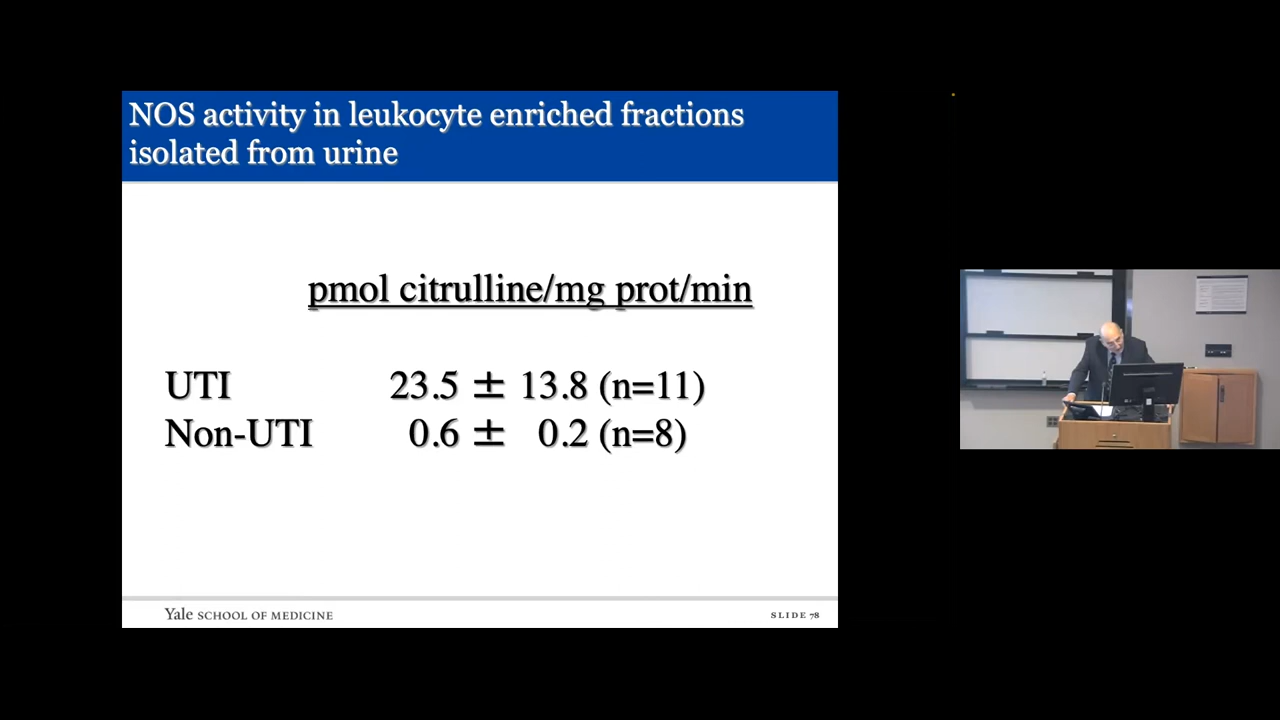 NOS activity in leukocyte enriched fractions
isolated from urine
pmol citrulline/mg prot/min
UTI 23.5 ± 13.8 (n=11)
Non-UTI 0.6 ± 0.2 (n=8)
Yale SCHOOL OF MEDICINE
SLIDE 78